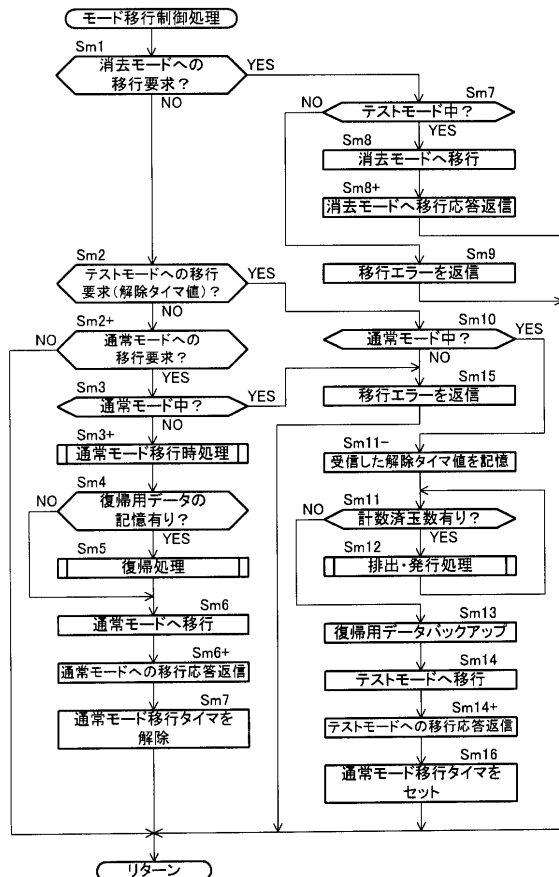 モード移行制御処理
Sm1
消去モードへの
移行要求?
YES
NO
Sm7
NO
テストモード中?
YES
Sm8
消去モードへ移行
Sm8+
消去モードへ移行応答返信
Sm9
移行エラーを返信
Sm2
テストモードへの移行
要求(解除タイマ値)?
YES
NO
Sm2+
NO
通常モードへの
移行要求?
YES
Sm10
通常モード中?
YES
NO
Sm3
通常モード中?
YES
NO
Sm15
移行エラーを返信
Sm3+
通常モード移行時処理
Sm11-
受信した解除タイマ値を記憶
Sm4
NO
復帰用データの
記憶有り?
YES
Sm11
NO
計数済玉数有り?
YES
Sm5
復帰処理
Sm12
排出・発行処理
Sm6
通常モードへ移行
Sm13
復帰用データバックアップ
Sm6+
通常モードへの移行応答返信
Sm14
テストモードへ移行
Sm7
通常モード移行タイマを
解除
Sm14+
テストモードへの移行応答返信
Sm16
通常モード移行タイマを
セット
リターン